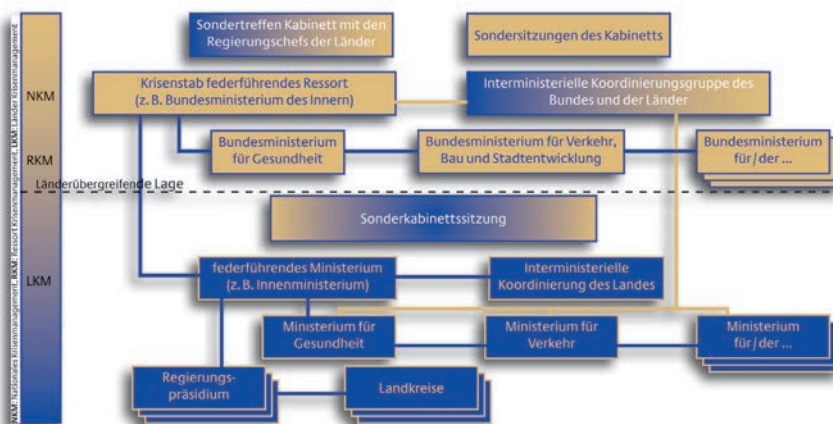 Sondertreffen Kabinett mit den
Regierungschefs der Länder
Sondersitzungen des Kabinetts
Krisenstab federführendes Ressort
(z. B. Bundesministerium des Innern)
Interministerielle Koordinierungsgruppe des
Bundes und der Länder
NKM
Bundesministerium
für Gesundheit
Bundesministerium für Verkehr,
Bau und Stadtentwicklung
Bundesministerium
für/der ...
RKM
Länderübergreifende Lage
Sonderkabinettssitzung
LKM
federführendes Ministerium
(z. B. Innenministerium)
Interministerielle
Koordinierung des Landes
Ministerium für
Gesundheit
Ministerium für
Verkehr
Ministerium
für/der ...
Regierungs-
präsidium
Landkreise
NKM: Nationales Krisenmanagement, RKM: Ressort Krisenmanagement, LKM: Länder Krisenmanagement